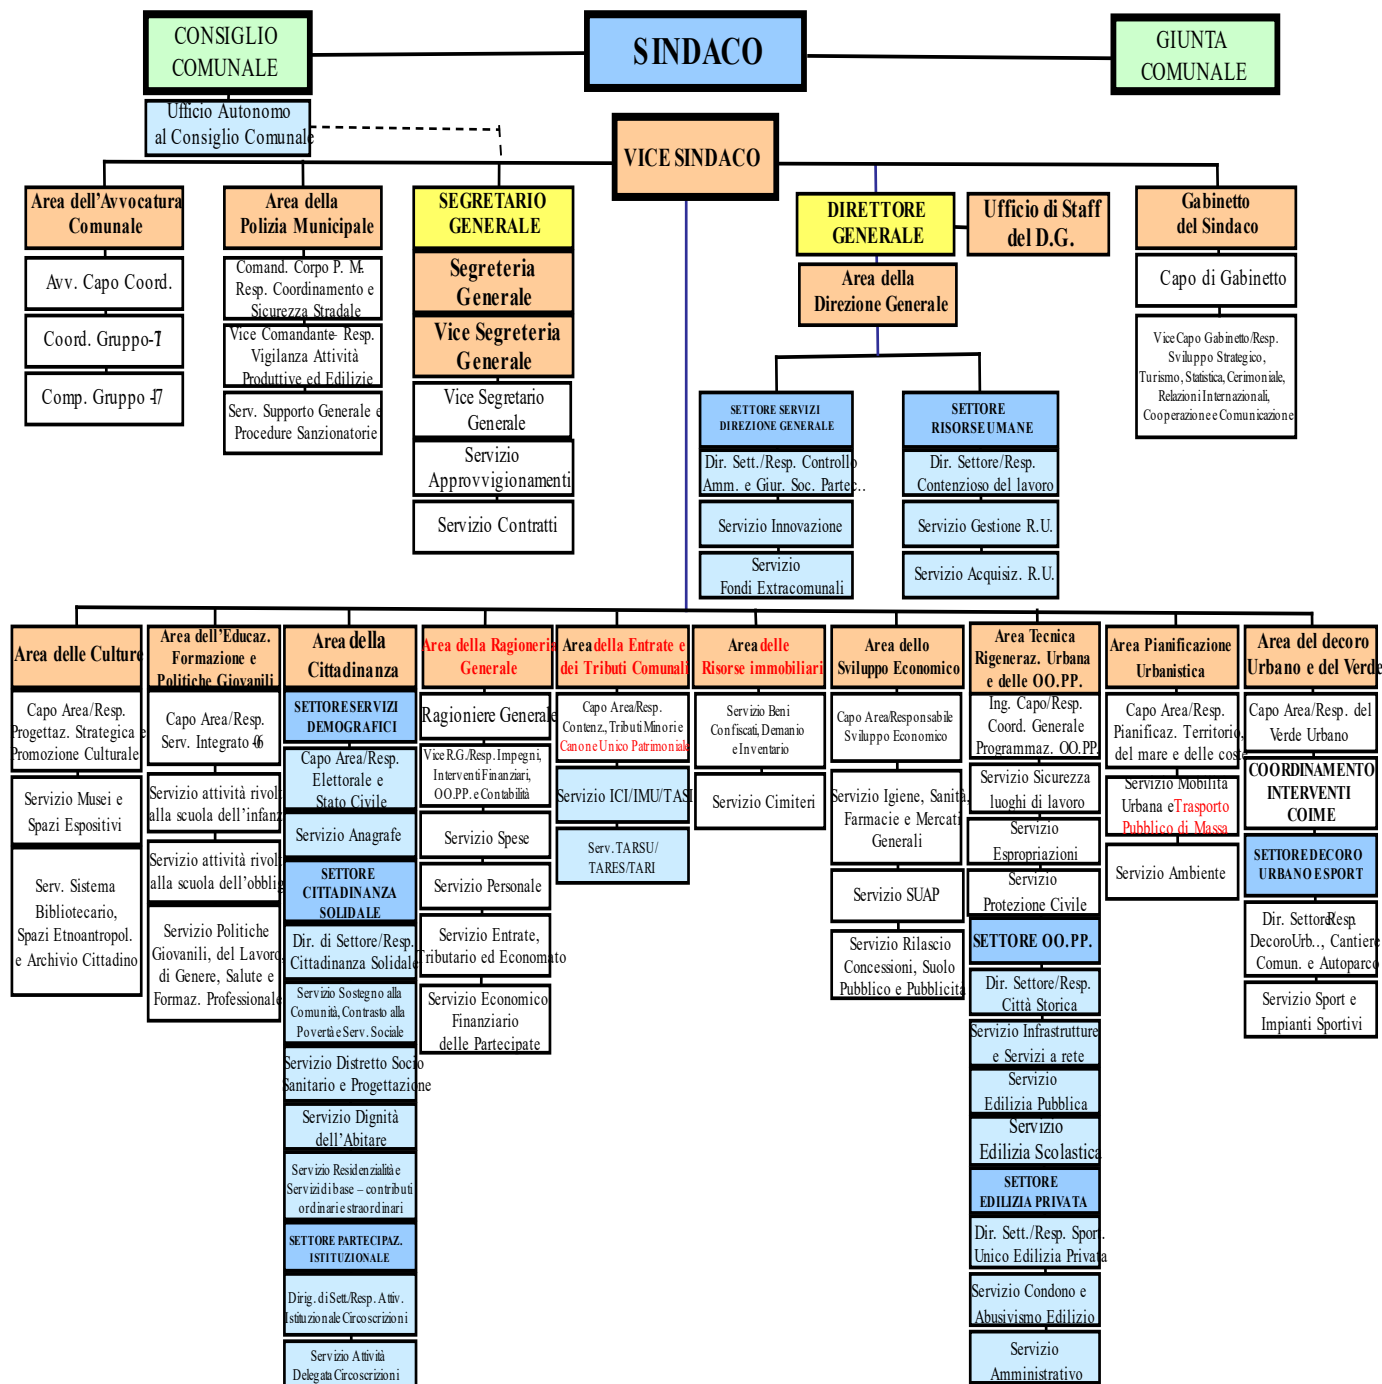 CONSIGLIO
COMUNALE
SINDACO
GIUNTA
COMUNALE
Ufficio Autonomo
al Consiglio Comunale
VICE SINDACO
Area dell'Avvocatura
Comunale
Avv. Capo Coord.
Coord. Gruppo-7
Comp. Gruppo -17
Area della
Polizia Municipale
Comand. Corpo P. M.-
Resp. Coordinamento e
Sicurezza Stradale
Vice Comandante- Resp.
Vigilanza Attività
Produttive ed Edilizie
Serv. Supporto Generale e
Procedure Sanzionatorie
SEGRETARIO
GENERALE
Segreteria
Generale
Vice Segreteria
Generale
Vice Segretario
Generale
Servizio
Approvvigionamenti
Servizio Contratti
DIRETTORE
GENERALE
Ufficio di Staff
del D.G.
Area della
Direzione Generale
SETTORE SERVIZI
DIREZIONE GENERALE
Dir. Sett./Resp. Controllo
Amm. e Giur. Soc. Partec..
Servizio Innovazione
Servizio
Fondi Extracomunali
SETTORE
RISORSE UMANE
Dir. Settore/Resp.
Contenzioso del lavoro
Servizio Gestione R.U.
Servizio Acquisiz. R.U.
Gabinetto
del Sindaco
Capo di Gabinetto
Vice Capo Gabinetto/Resp.
Sviluppo Strategico,
Turismo, Statistica, Cerimoniale,
Relazioni Internazionali,
Cooperazione e Comunicazione
Area delle Culture
Capo Area/Resp.
Progettaz. Strategica e
Promozione Culturale
Servizio Musei e
Spazi Espositivi
Serv. Sistema
Bibliotecario,
Spazi Etnoantropol.
e Archivio Cittadino
Area dell'Educaz.
Formazione e
Politiche Giovanili
Capo Area/Resp.
Serv. Integrato
Servizio attività rivolt
alla scuola dell'infanz
Servizio attività rivolt
alla scuola dell'obblig
Servizio Politiche
Giovanili, del Lavoro,
di Genere, Salute e
Formaz. Professionale
Area della
Cittadinanza
SETTORE SERVIZI
DEMOGRAFICI
Capo Area/Resp.
Elettorale e
Stato Civile
Servizio Anagrafe
SETTORE
CITTADINANZA
SOLIDALE
Dir. di Settore/Resp.
Cittadinanza Solidale
Servizio Sostegno alla
Comunità, Contrasto alla
Povertà e Serv. Sociale
Servizio Distretto Socio
Sanitario e Progettazione
Servizio Dignità
dell'Abitare
Servizio Residenzialità e
Servizi di base – contributi
ordinari e straordinari
SETTORE PARTECIPAZ.
ISTITUZIONALE
Dirig. di Sett./Resp. Attiv.
Istituzionale Circoscrizioni
Servizio Attività
Delegata Circoscrizioni
Area della Ragioneria
Generale
Ragioniere Generale
Vice R.G/Resp. Impegni,
Interventi Finanziari,
OO.PP. e Contabilità
Servizio Spese
Servizio Personale
Servizio Entrate,
Tributario ed Economato
Servizio Economico
Finanziario
delle Partecipate
Area della Entrate e
dei Tributi Comunali
Capo Area/Resp.
Contenz, Tributi Minori e
Canone Unico Patrimoniale
Servizio ICI/IMU/TASI
Serv. TARSU/
TARES/TARI
Area delle
Risorse immobiliari
Servizio Beni
Confiscati, Demanio
e Inventario
Servizio Cimiteri
Area dello
Sviluppo Economico
Capo Area/Responsabile
Sviluppo Economico
Servizio Igiene, Sanità,
Farmacie e Mercati
Generali
Servizio SUAP
Servizio Rilascio
Concessioni, Suolo
Pubblico e Pubblicità
Area Tecnica
Rigeneraz. Urbana
e delle OO.PP.
Ing. Capo/Resp.
Coord. Generale
Programmaz. OO.PP.
Servizio Sicurezza
luoghi di lavoro
Servizio
Espropriazioni
Servizio
Protezione Civile
SETTORE OO.PP.
Dir. Settore/Resp.
Città Storica
Servizio Infrastrutture
e Servizi a rete
Servizio
Edilizia Pubblica
Servizio
Edilizia Scolastica
SETTORE
EDILIZIA PRIVATA
Dir. Sett./Resp. Sport.
Unico Edilizia Privata
Servizio Condono e
Abusivismo Edilizio
Servizio
Amministrativo
Area Pianificazione
Urbanistica
Capo Area/Resp.
Pianificaz. Territorio,
del mare e delle coste
Servizio Mobilità
Urbana e Trasporto
Pubblico di Massa
Servizio Ambiente
Area del decoro
Urbano e del Verde
Capo Area/Resp. del
Verde Urbano
COORDINAMENTO
INTERVENTI
COIME
SETTORE DECORO
URBANO E SPORT
Dir. Settore/Resp.
Decoro Urb.., Cantiere
Comun. e Autoparco
Servizio Sport e
Impianti Sportivi